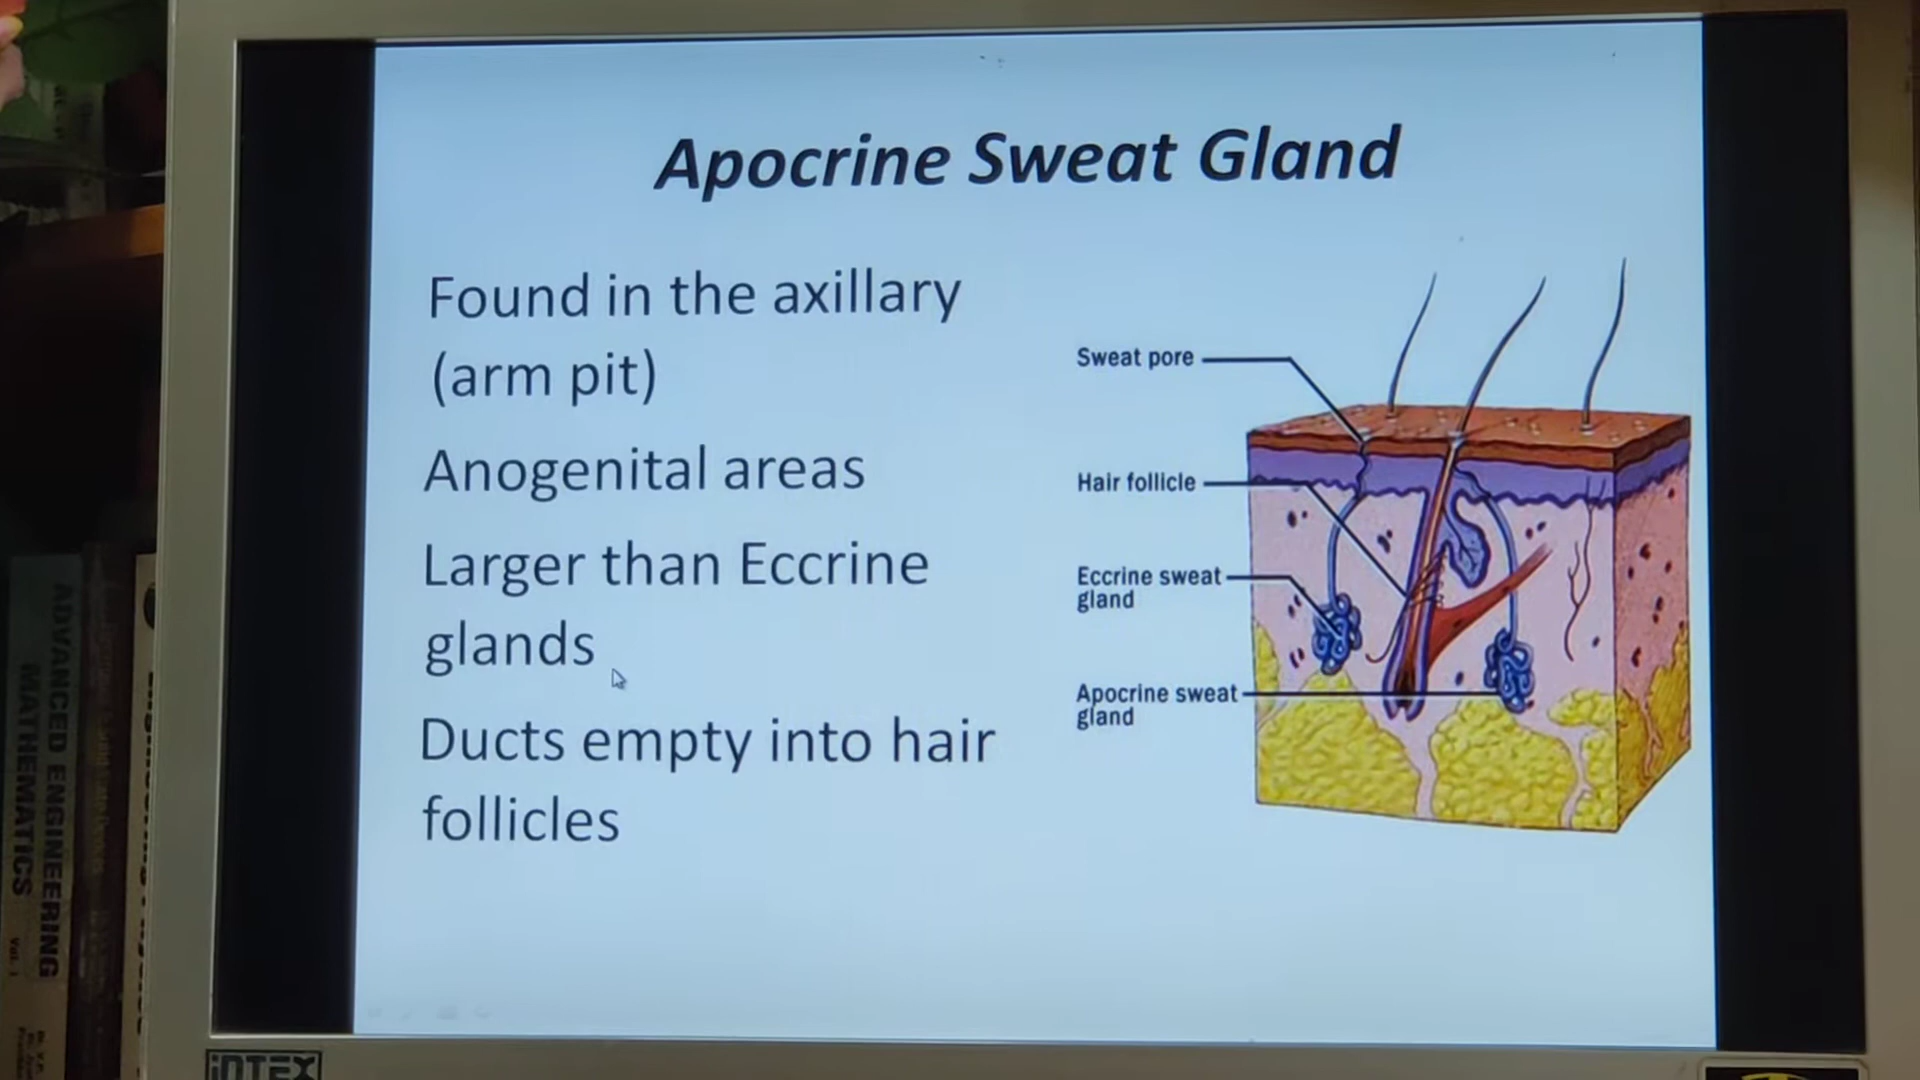 Apocrine Sweat Gland
Found in the axillary
(arm pit)
Anogenital areas
Larger than Eccrine
glands
Ducts empty into hair
follicles
Sweat pore
Hair follicle
Eccrine sweat
gland
Apocrine sweat
gland
ADVANCED ENGINEERING
MATHEMATICS
INTEX